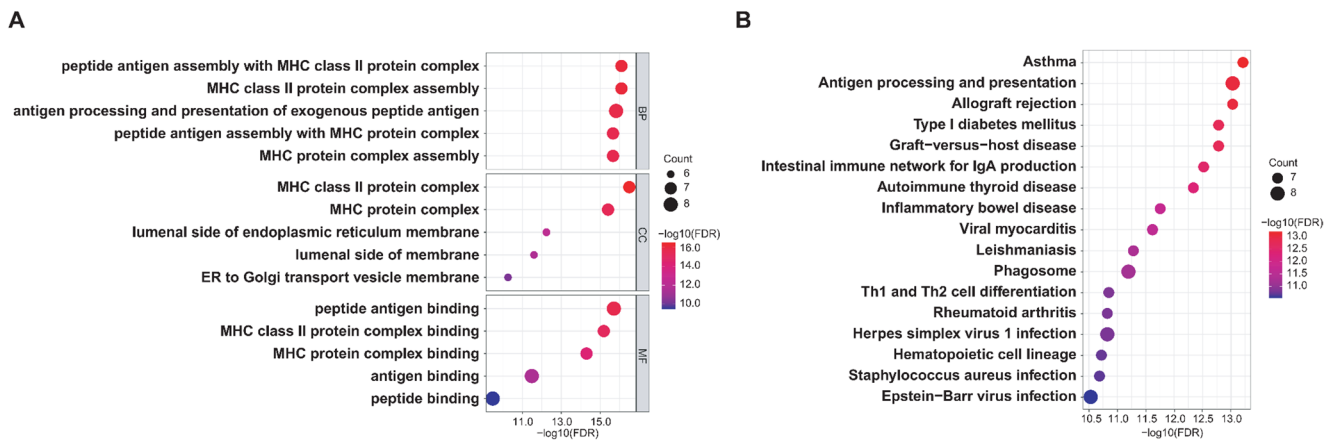 A
peptide antigen assembly with MHC class II protein complex
MHC class II protein complex assembly
antigen processing and presentation of exogenous peptide antigen
peptide antigen assembly with MHC protein complex
MHC protein complex assembly
BP
MHC class II protein complex
MHC protein complex
lumenal side of endoplasmic reticulum membrane
lumenal side of membrane
ER to Golgi transport vesicle membrane
CC
peptide antigen binding
MHC class II protein complex binding
MHC protein complex binding
antigen binding
peptide binding
MF
11.0 13.0 15.0
−log10(FDR)
Count
6
7
8
−log10(FDR)
16.0
14.0
12.0
10.0
B
Asthma
Antigen processing and presentation
Allograft rejection
Type I diabetes mellitus
Graft−versus−host disease
Intestinal immune network for IgA production
Autoimmune thyroid disease
Inflammatory bowel disease
Viral myocarditis
Leishmaniasis
Phagosome
Th1 and Th2 cell differentiation
Rheumatoid arthritis
Herpes simplex virus 1 infection
Hematopoietic cell lineage
Staphylococcus aureus infection
Epstein−Barr virus infection
10.5 11.0 11.5 12.0 12.5 13.0
−log10(FDR)
Count
7
8
−log10(FDR)
13.0
12.5
12.0
11.5
11.0